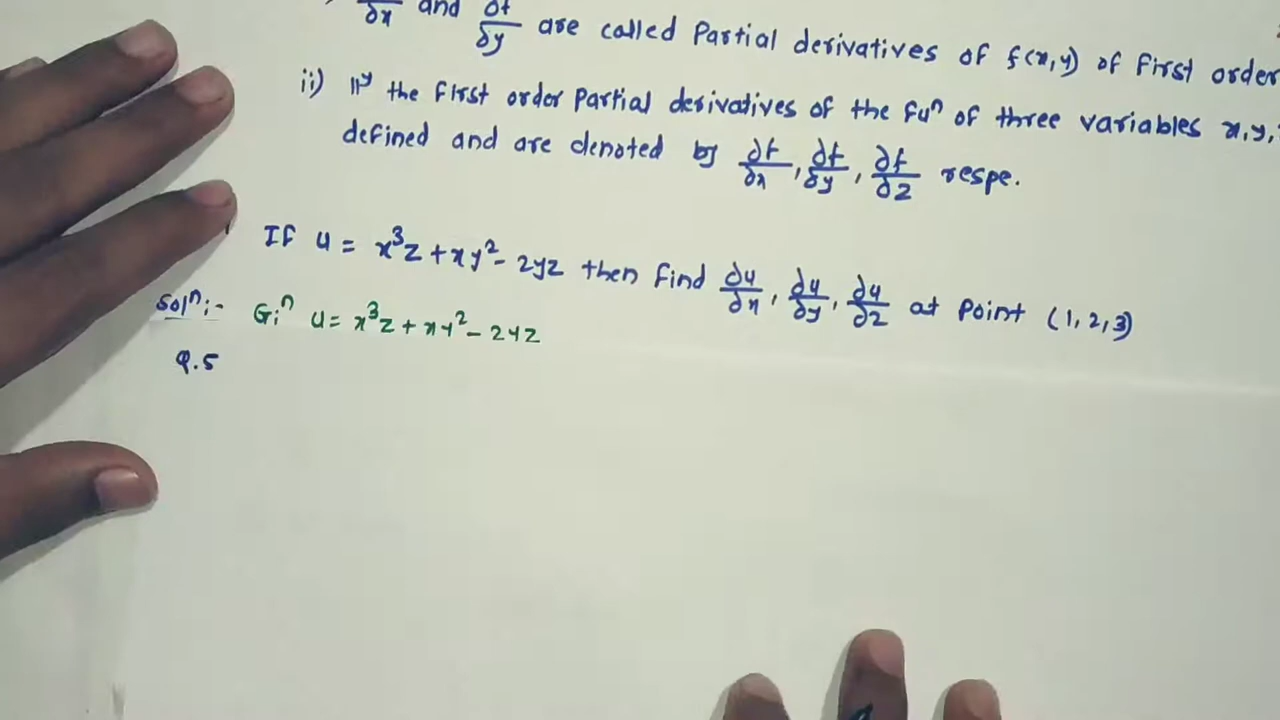 ∂x and ∂f/∂y are called Partial derivatives of f(x,y) of First order
ii) |||ʸ the First order Partial derivatives of the Fuⁿ of three variables x,y,
defined and are denoted by ∂f/∂x, ∂f/∂y, ∂f/∂z respe.
If u = x³z + xy² - 2yz then Find ∂u/∂x, ∂u/∂y, ∂u/∂z at Point (1,2,3)
Solⁿ:- Giⁿ u = x³z + xy² - 2yz
Q.5